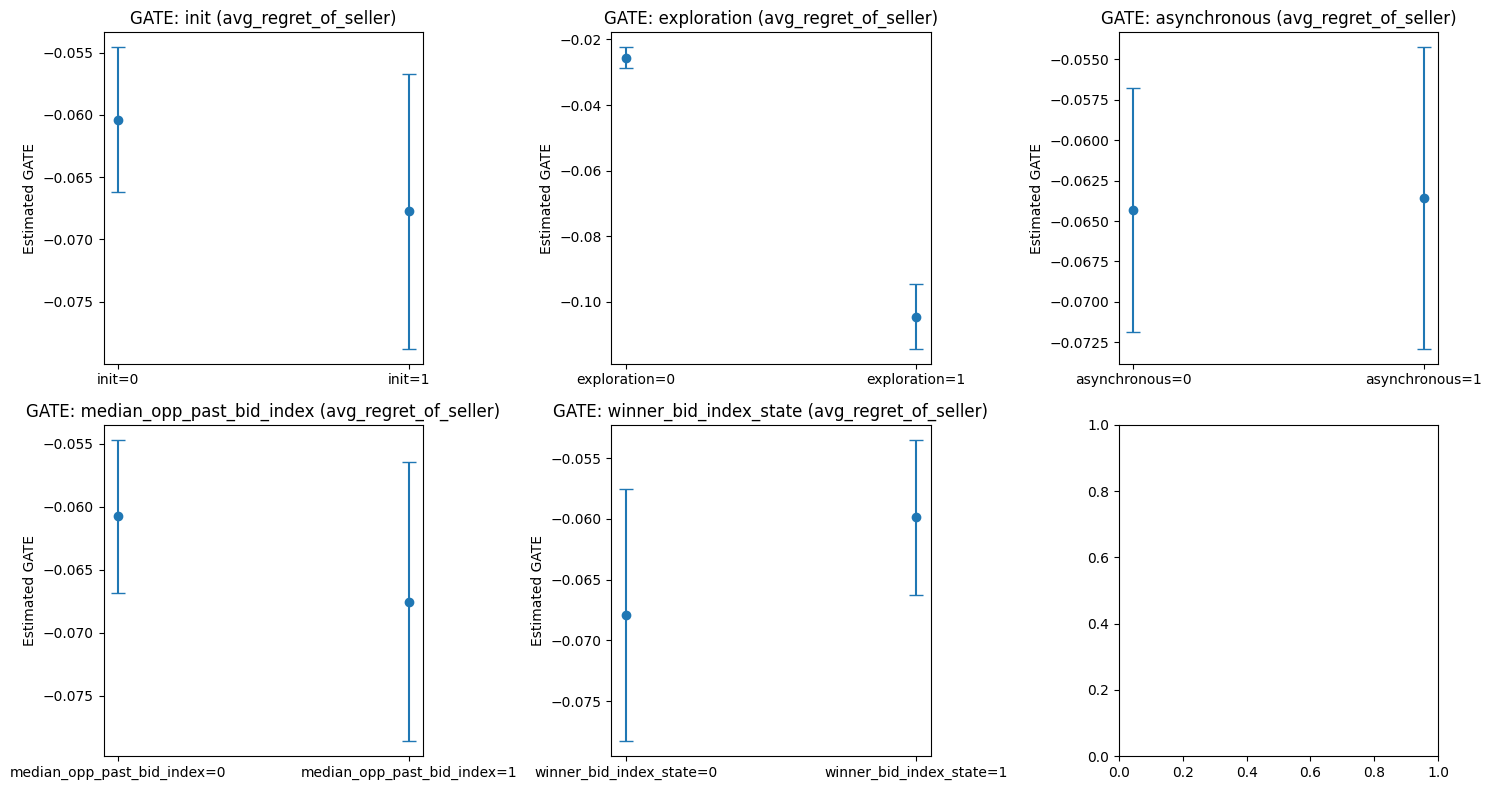 GATE: init (avg_regret_of_seller)
Estimated GATE
−0.055
−0.060
−0.065
−0.070
−0.075
init=0
init=1
GATE: exploration (avg_regret_of_seller)
Estimated GATE
−0.02
−0.04
−0.06
−0.08
−0.10
exploration=0
exploration=1
GATE: asynchronous (avg_regret_of_seller)
Estimated GATE
−0.0550
−0.0575
−0.0600
−0.0625
−0.0650
−0.0675
−0.0700
−0.0725
asynchronous=0
asynchronous=1
GATE: median_opp_past_bid_index (avg_regret_of_seller)
Estimated GATE
−0.055
−0.060
−0.065
−0.070
−0.075
median_opp_past_bid_index=0
median_opp_past_bid_index=1
GATE: winner_bid_index_state (avg_regret_of_seller)
Estimated GATE
−0.055
−0.060
−0.065
−0.070
−0.075
winner_bid_index_state=0
winner_bid_index_state=1
1.0
0.8
0.6
0.4
0.2
0.0
0.0 0.2 0.4 0.6 0.8 1.0